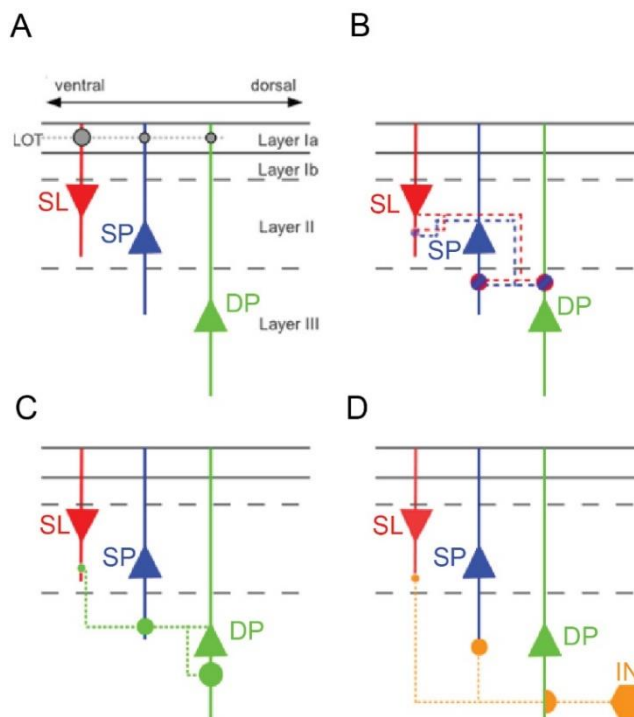 A
B
ventral dorsal
LOT
Layer Ia
Layer Ib
SL
SP
Layer II
DP
Layer III
SL
SP
DP
C
D
SL
SP
DP
SL
SP
DP
IN